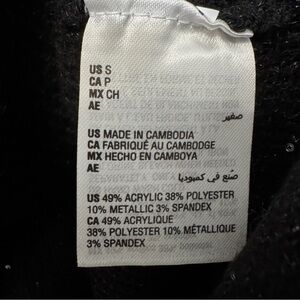 US S
CA P
MX CH
AE
صغير
US MADE IN CAMBODIA
CA FABRIQUÉ AU CAMBODGE
MX HECHO EN CAMBOYA
AE
صنع في كمبوديا
US 49% ACRYLIC 38% POLYESTER
10% METALLIC 3% SPANDEX
CA 49% ACRYLIQUE
38% POLYESTER 10% MÉTALLIQUE
3% SPANDEX